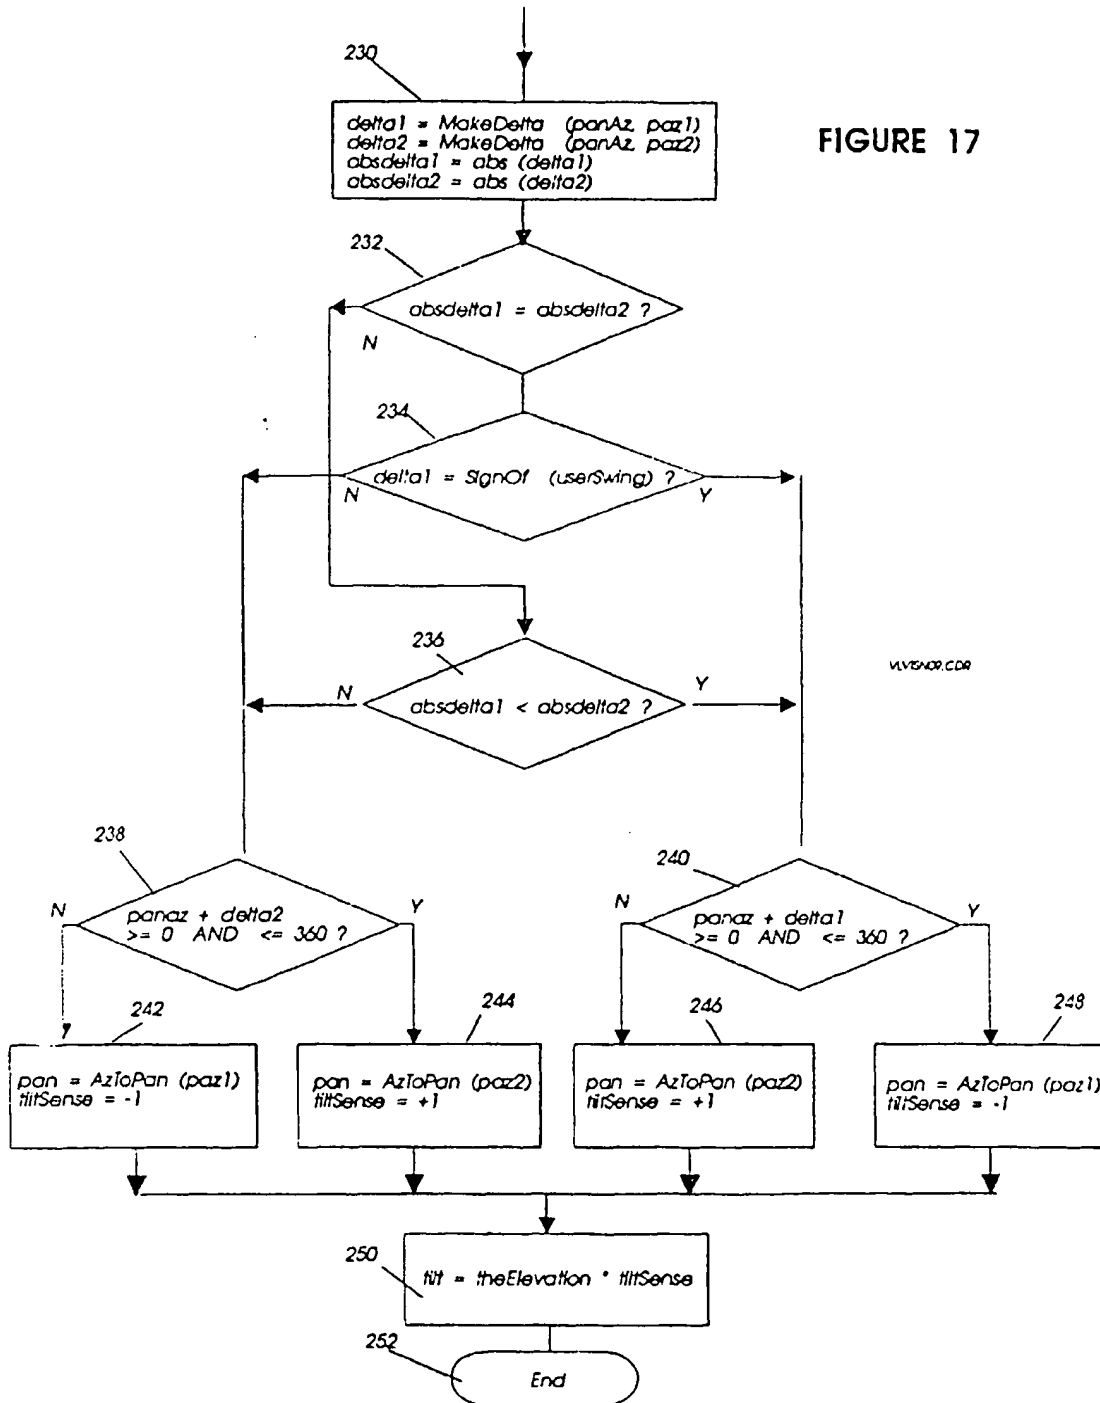 230
FIGURE 17
delta1 = MakeDelta (panAz, paz1)
delta2 = MakeDelta (panAz, paz2)
absdelta1 = abs (delta1)
absdelta2 = abs (delta2)
232
absdelta1 = absdelta2 ?
N
234
delta1 = SignOf (userSwing) ?
N
Y
236
absdelta1 < absdelta2 ?
N
Y
238
panaz + delta2
>= 0 AND <= 360 ?
N
Y
240
panaz + delta1
>= 0 AND <= 360 ?
N
Y
242
pan = AzToPan (paz1)
tiltSense = -1
244
pan = AzToPan (paz2)
tiltSense = +1
246
pan = AzToPan (paz2)
tiltSense = +1
248
pan = AzToPan (paz1)
tiltSense = -1
250
tilt = theElevation * tiltSense
252
End